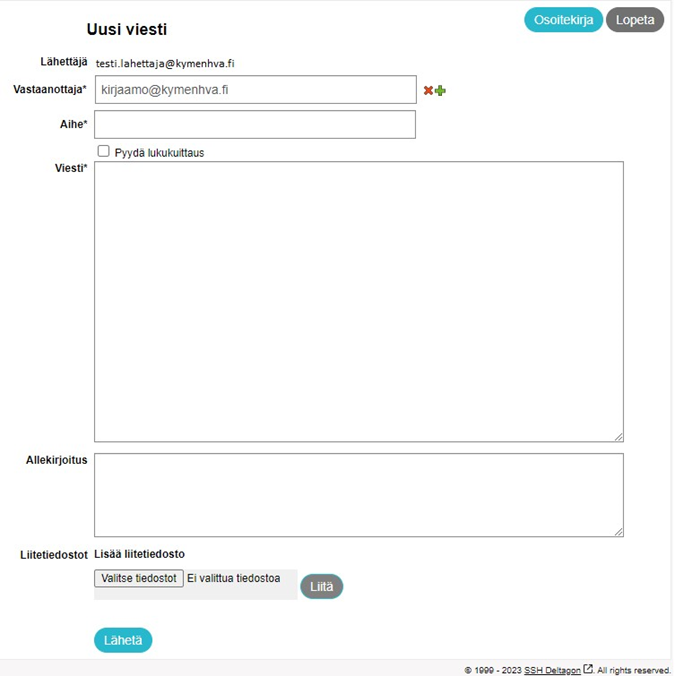 Osoitekirja Lopeta
Uusi viesti
Lähettäjä testi.lahettaja@kymenhva.fi
Vastaanottaja* kirjaamo@kymenhva.fi
Aihe*
Pyydä lukukuittaus
Viesti*
Allekirjoitus
Liitetiedostot Lisää liitetiedosto
Valitse tiedostot Ei valittua tiedostoa Liitä
Lähetä
© 1999 - 2023 SSH Deltagon. All rights reserved.